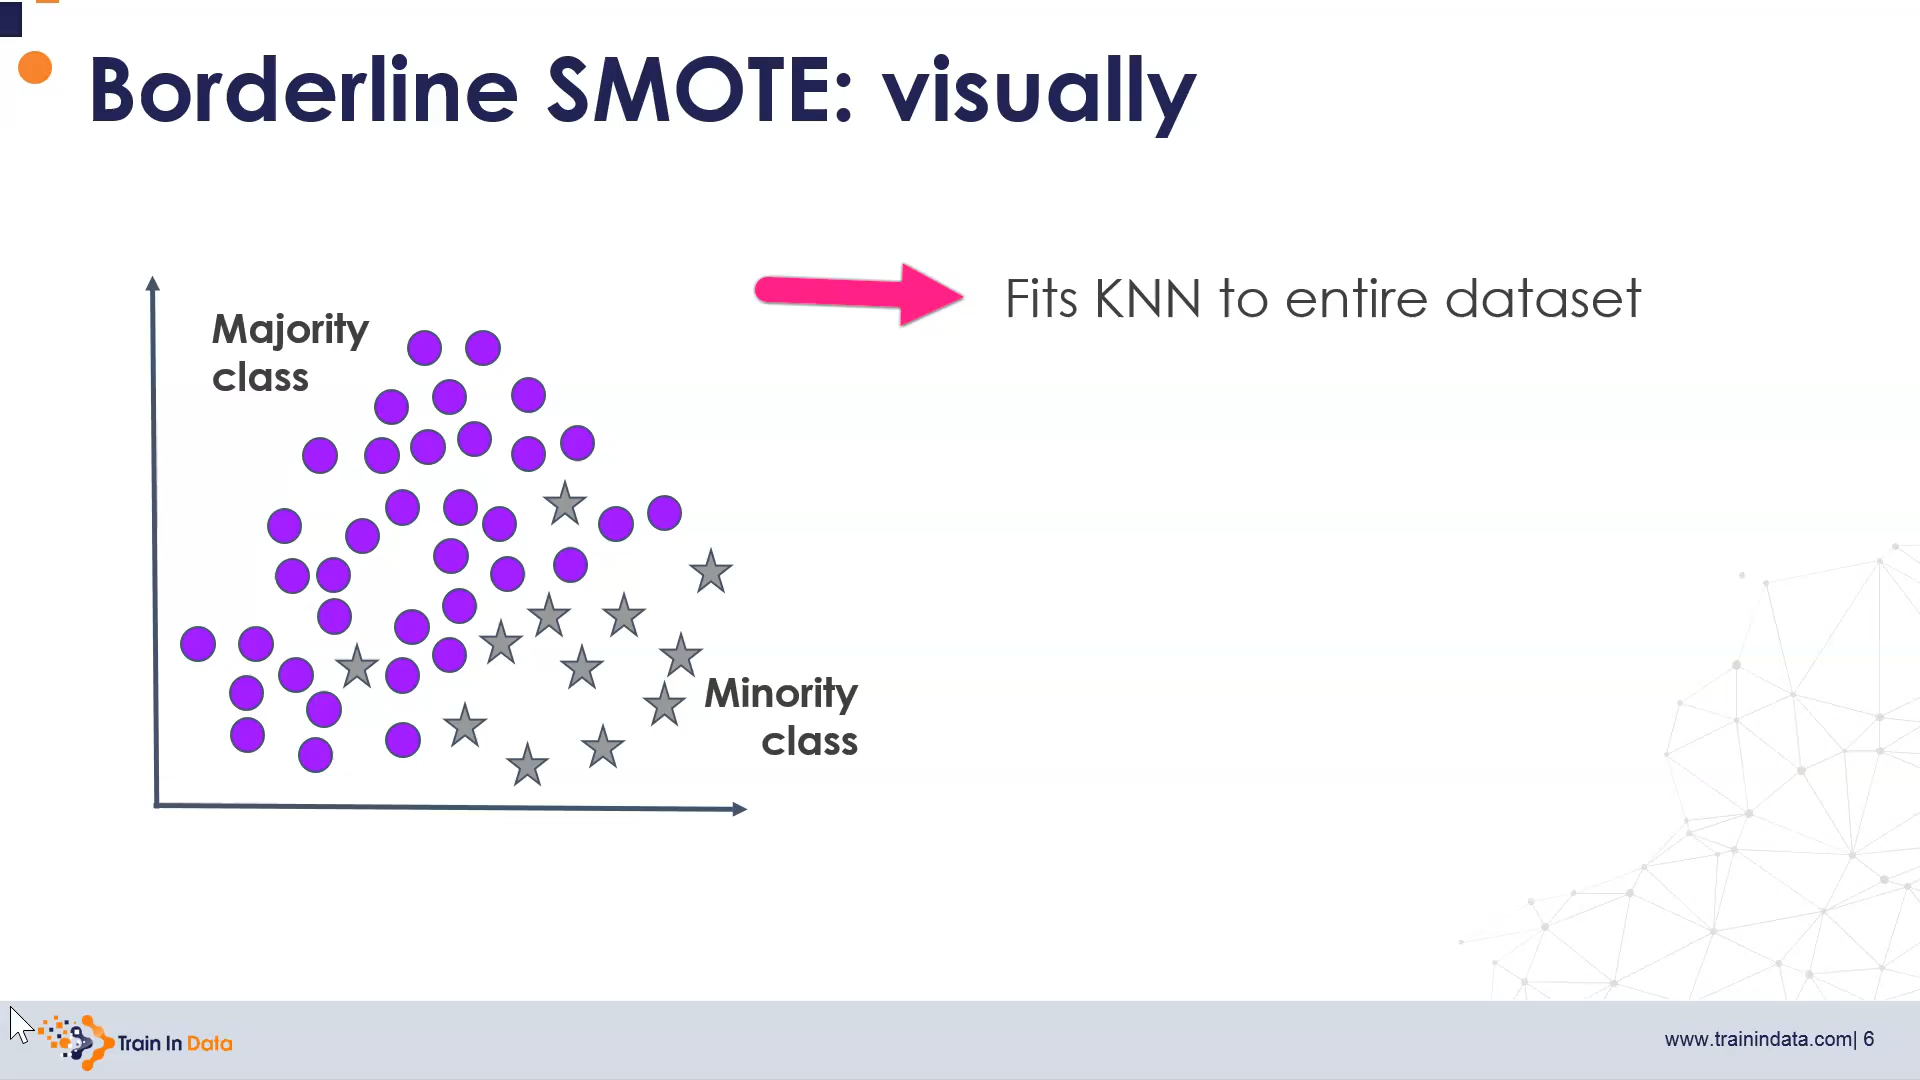 Borderline SMOTE: visually
Fits KNN to entire dataset
Majority
class
Minority
class
Train In Data
www.trainindata.com| 6